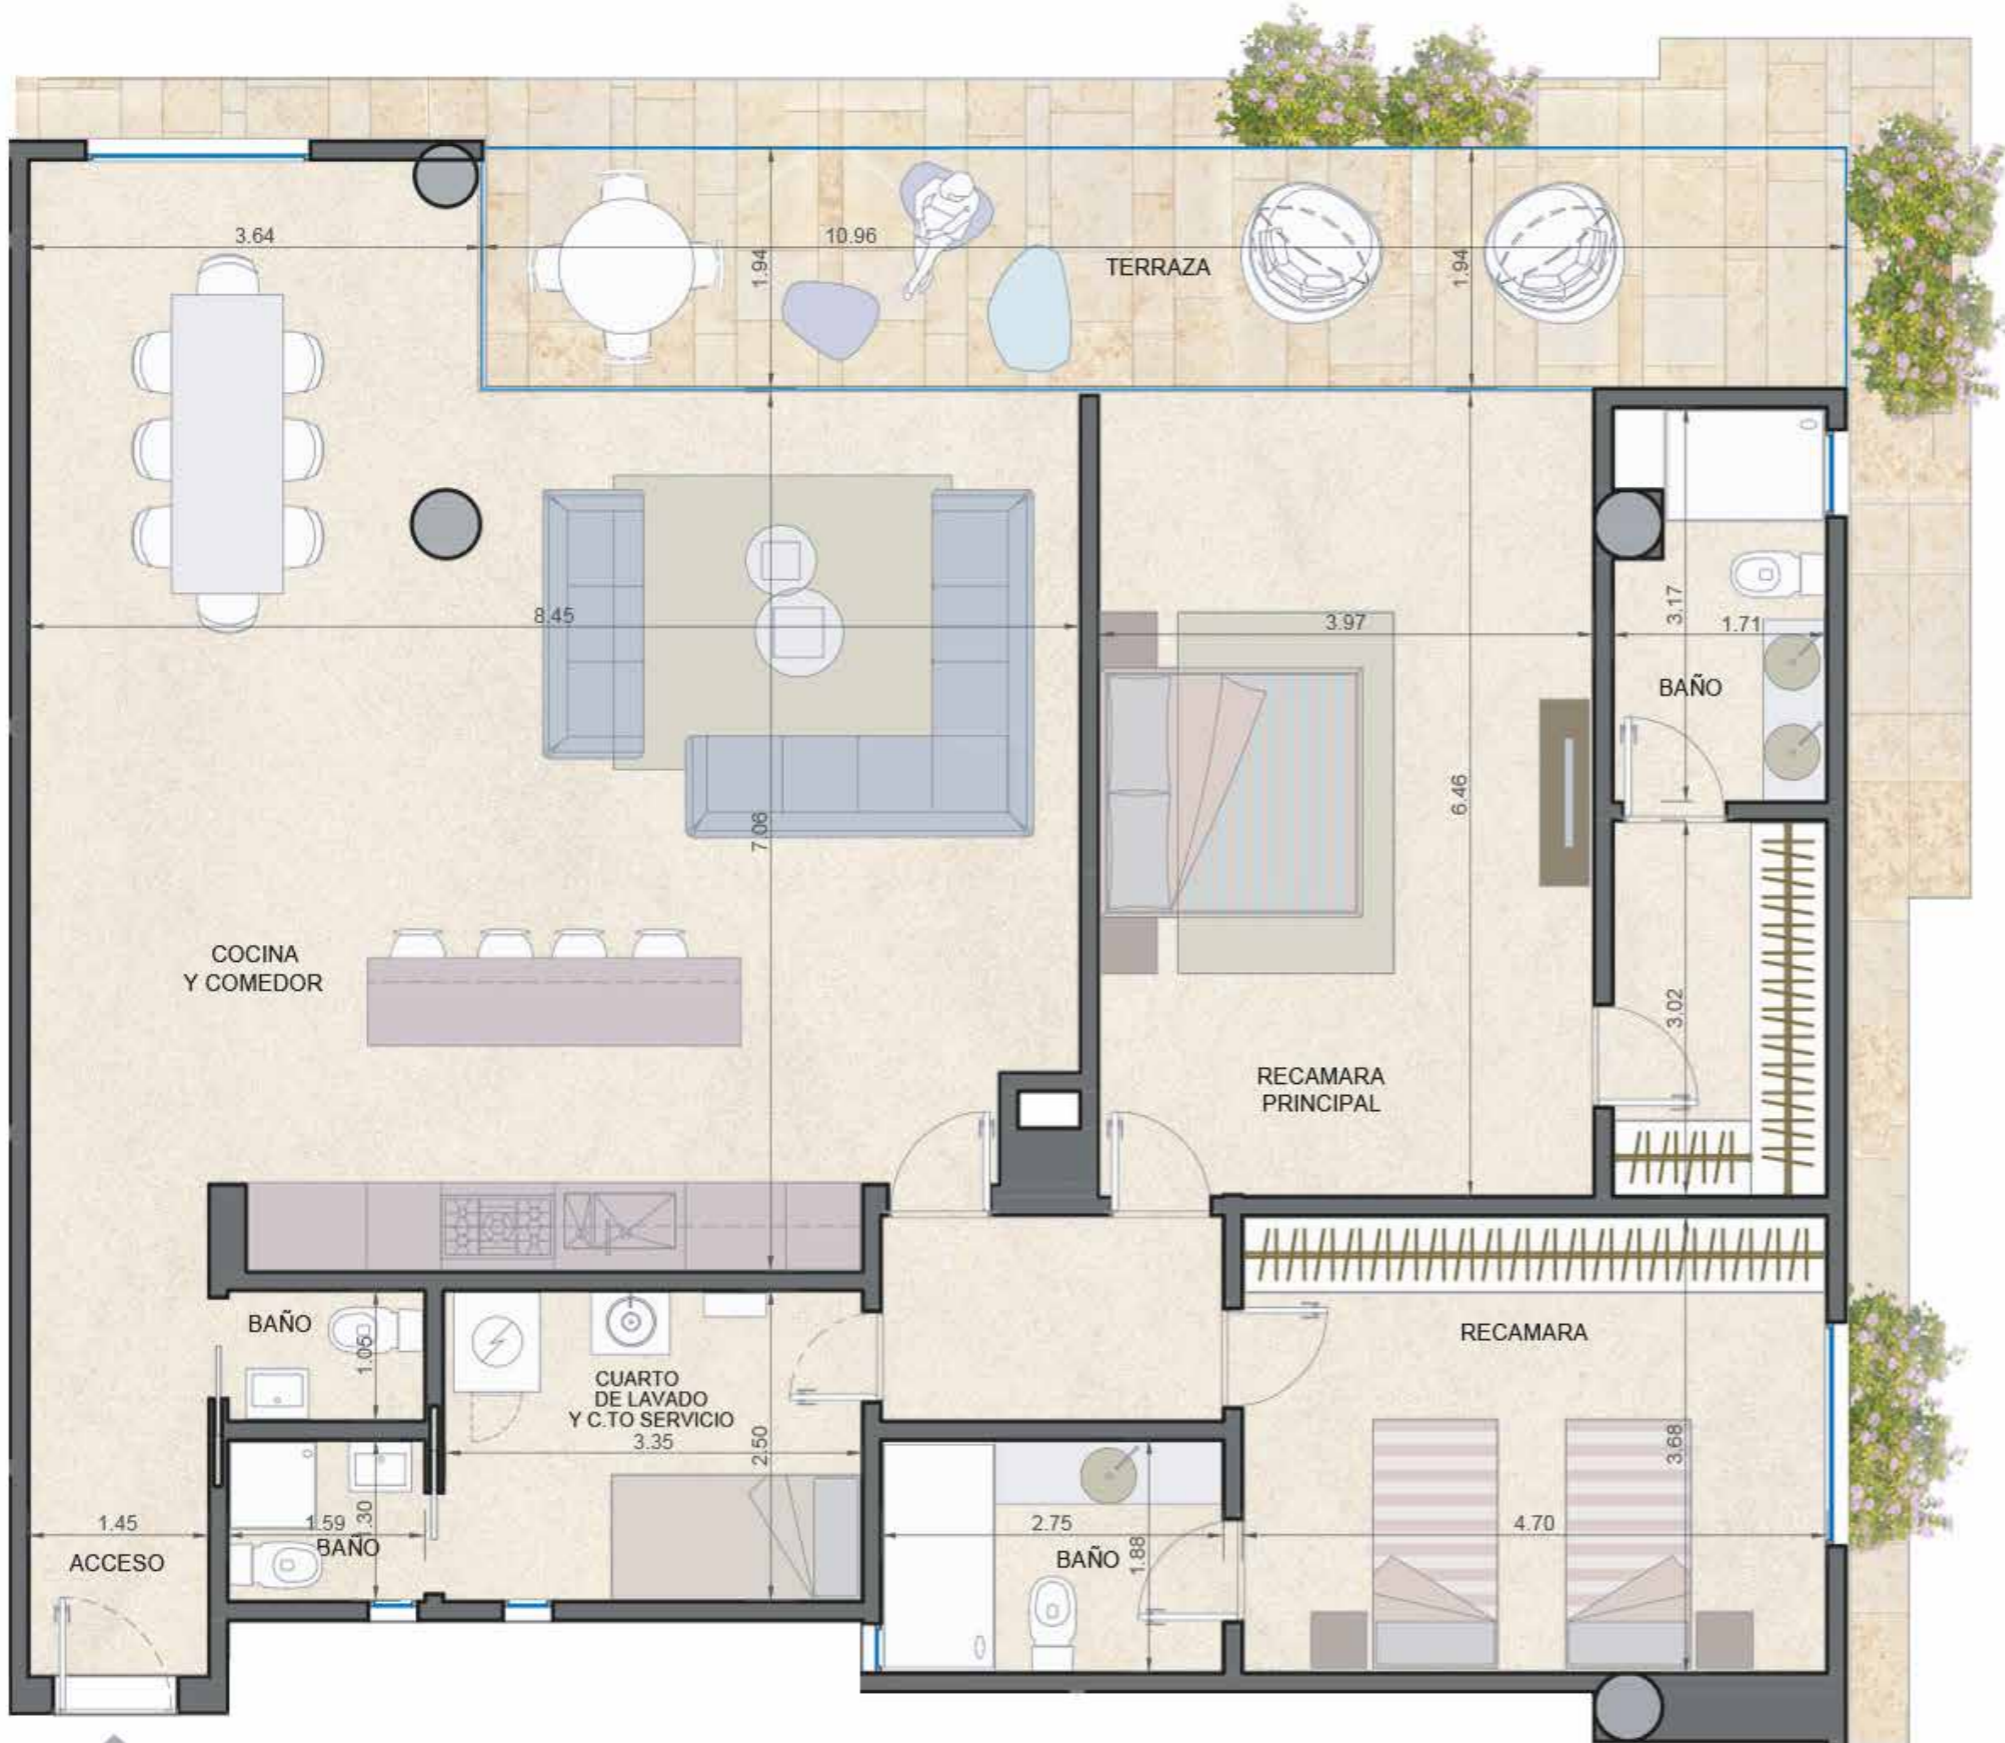 3.64
10.96
1.94
TERRAZA
1.94
8.45
3.97
3.17
1.71
BAÑO
7.06
6.46
COCINA
Y COMEDOR
3.02
RECAMARA
PRINCIPAL
BAÑO
1.05
RECAMARA
CUARTO
DE LAVADO
Y C.TO SERVICIO
3.35
2.50
3.68
1.45
ACCESO
1.59
1.30
BAÑO
2.75
BAÑO
1.88
4.70